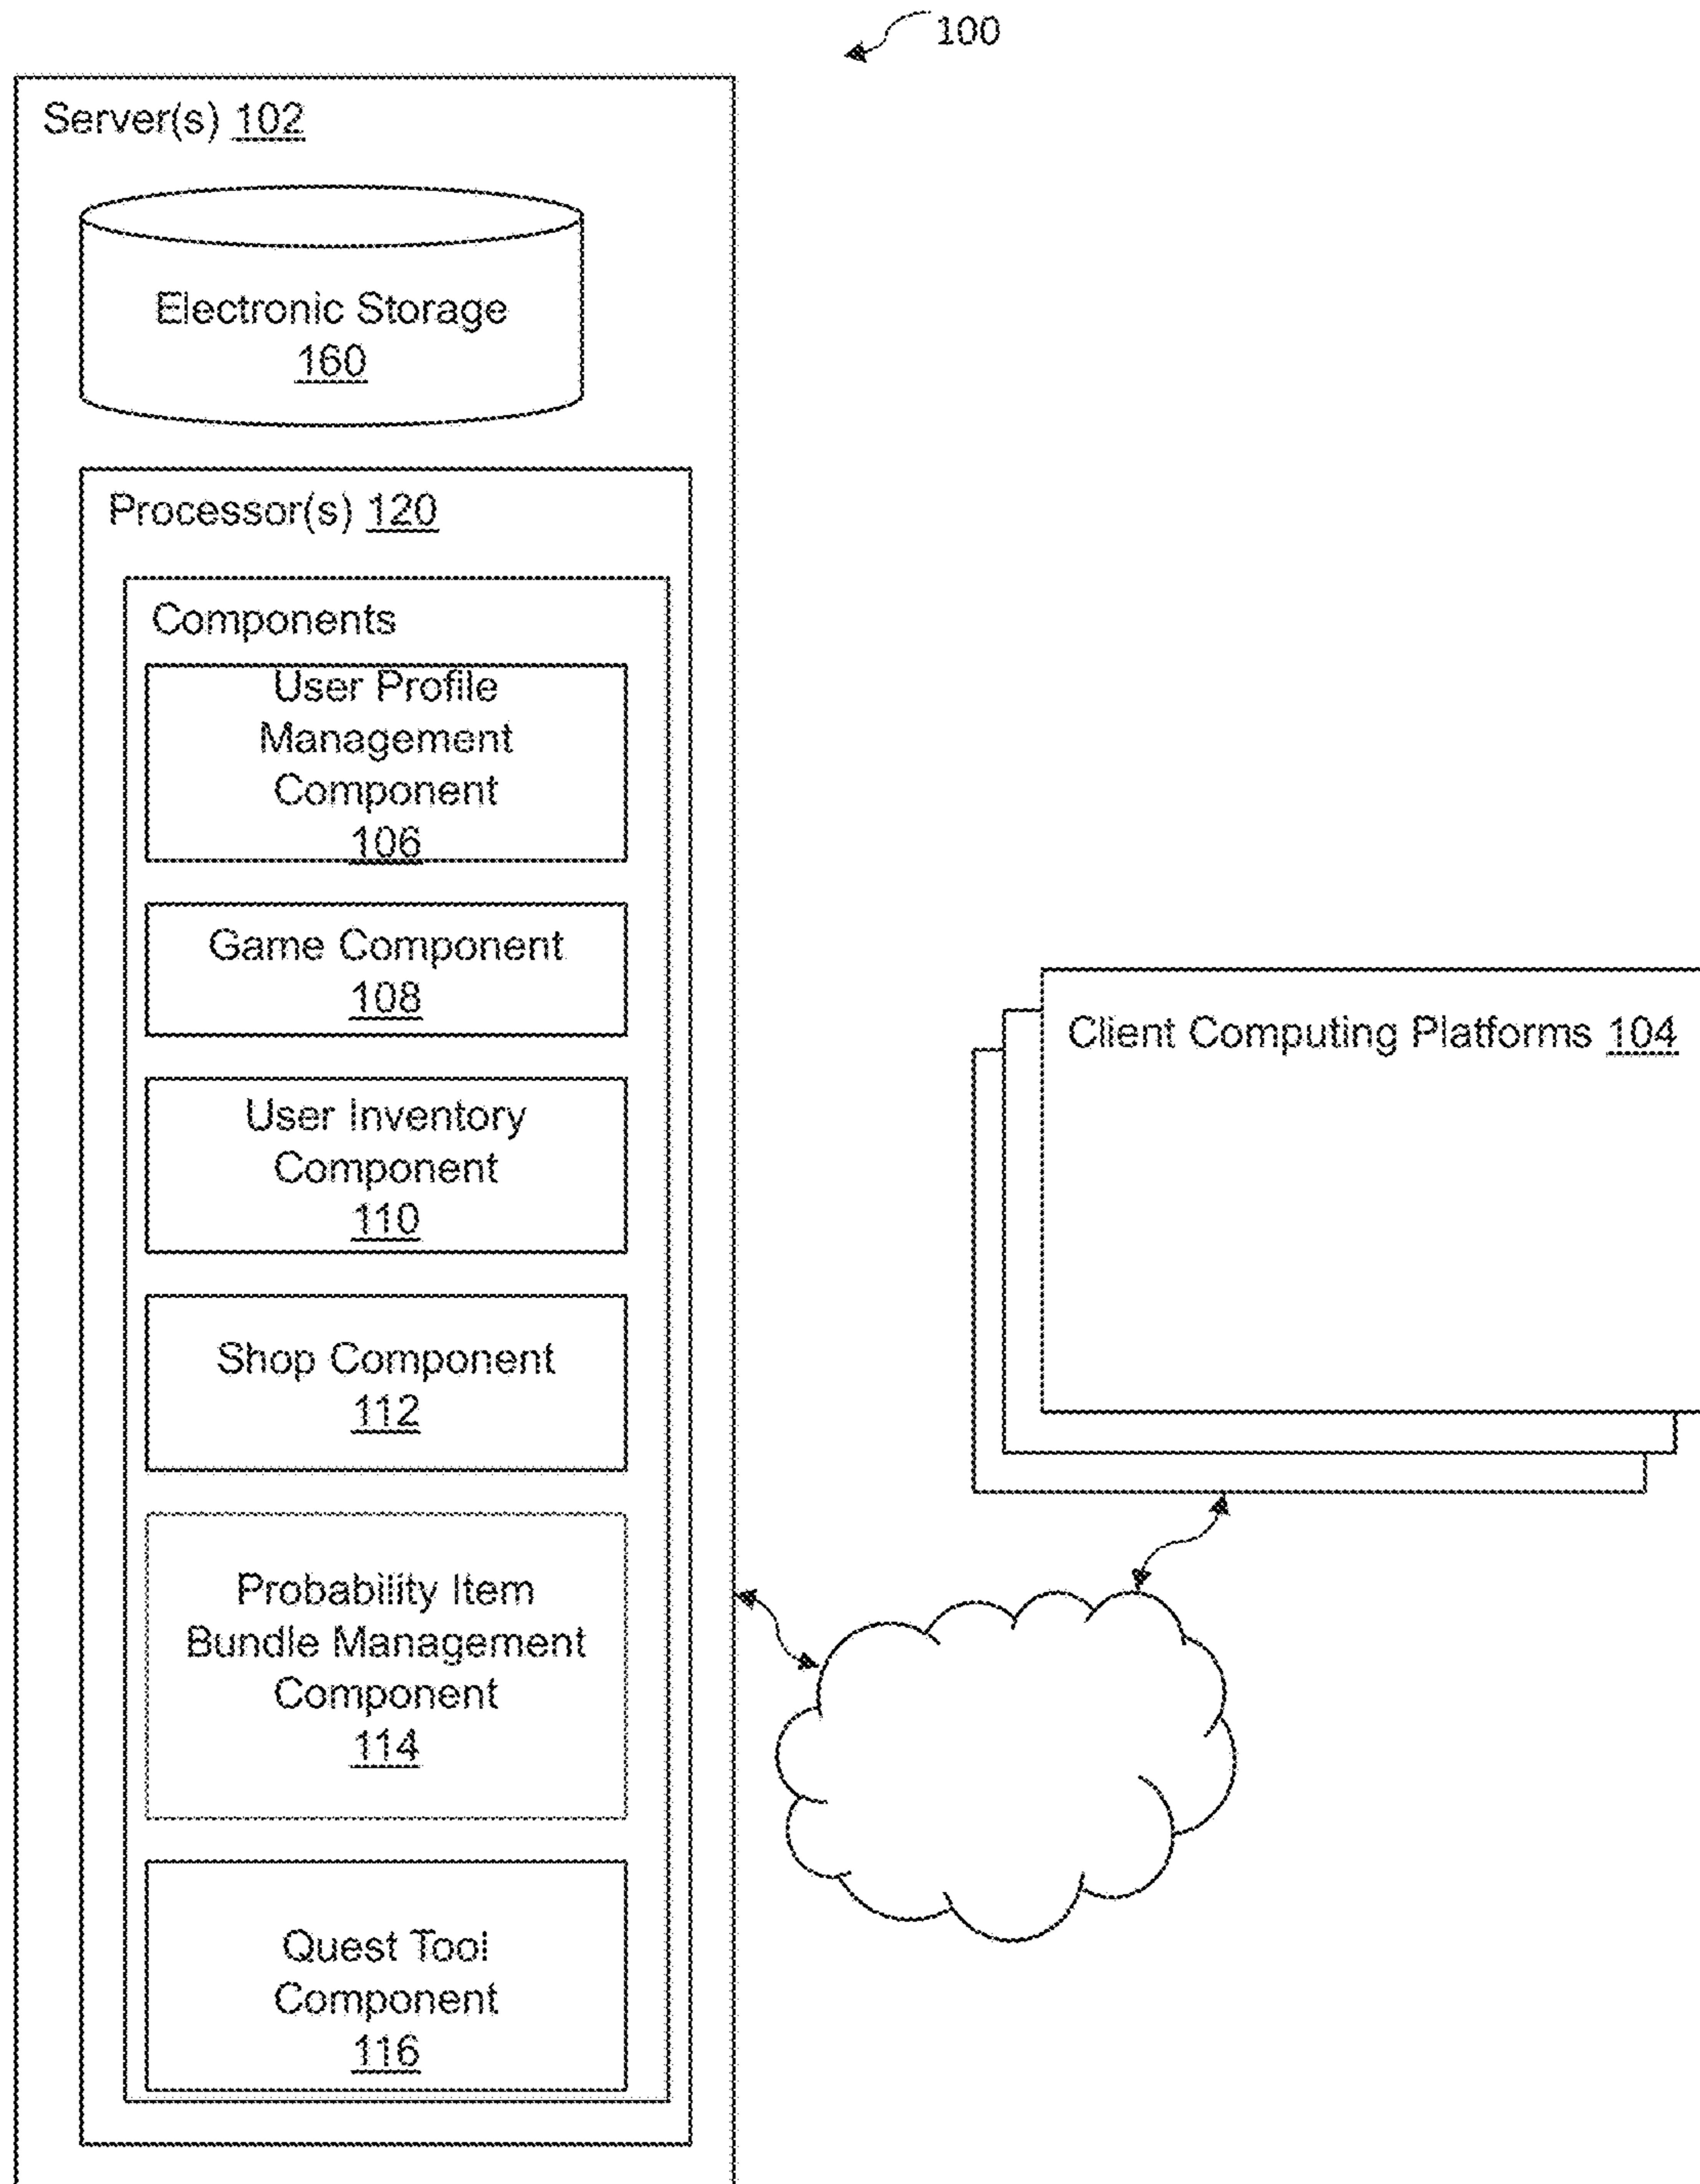 100
Server(s) 102
Electronic Storage
160
Processor(s) 120
Components
User Profile
Management
Component
106
Game Component
108
User Inventory
Component
110
Shop Component
112
Probability Item
Bundle Management
Component
114
Quest Tool
Component
116
Client Computing Platforms 104